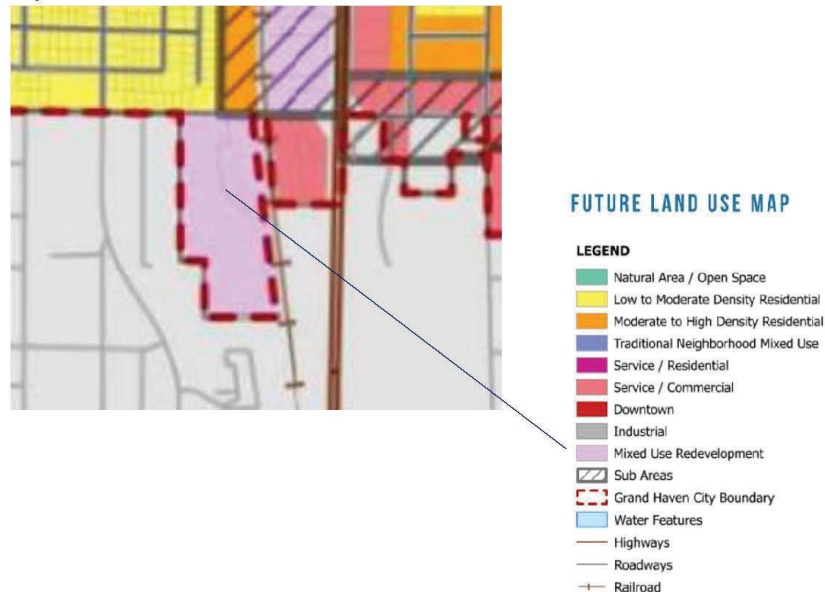 FUTURE LAND USE MAP
LEGEND
Natural Area / Open Space
Low to Moderate Density Residential
Moderate to High Density Residential
Traditional Neighborhood Mixed Use
Service / Residential
Service / Commercial
Downtown
Industrial
Mixed Use Redevelopment
Sub Areas
Grand Haven City Boundary
Water Features
Highways
Roadways
Railroad